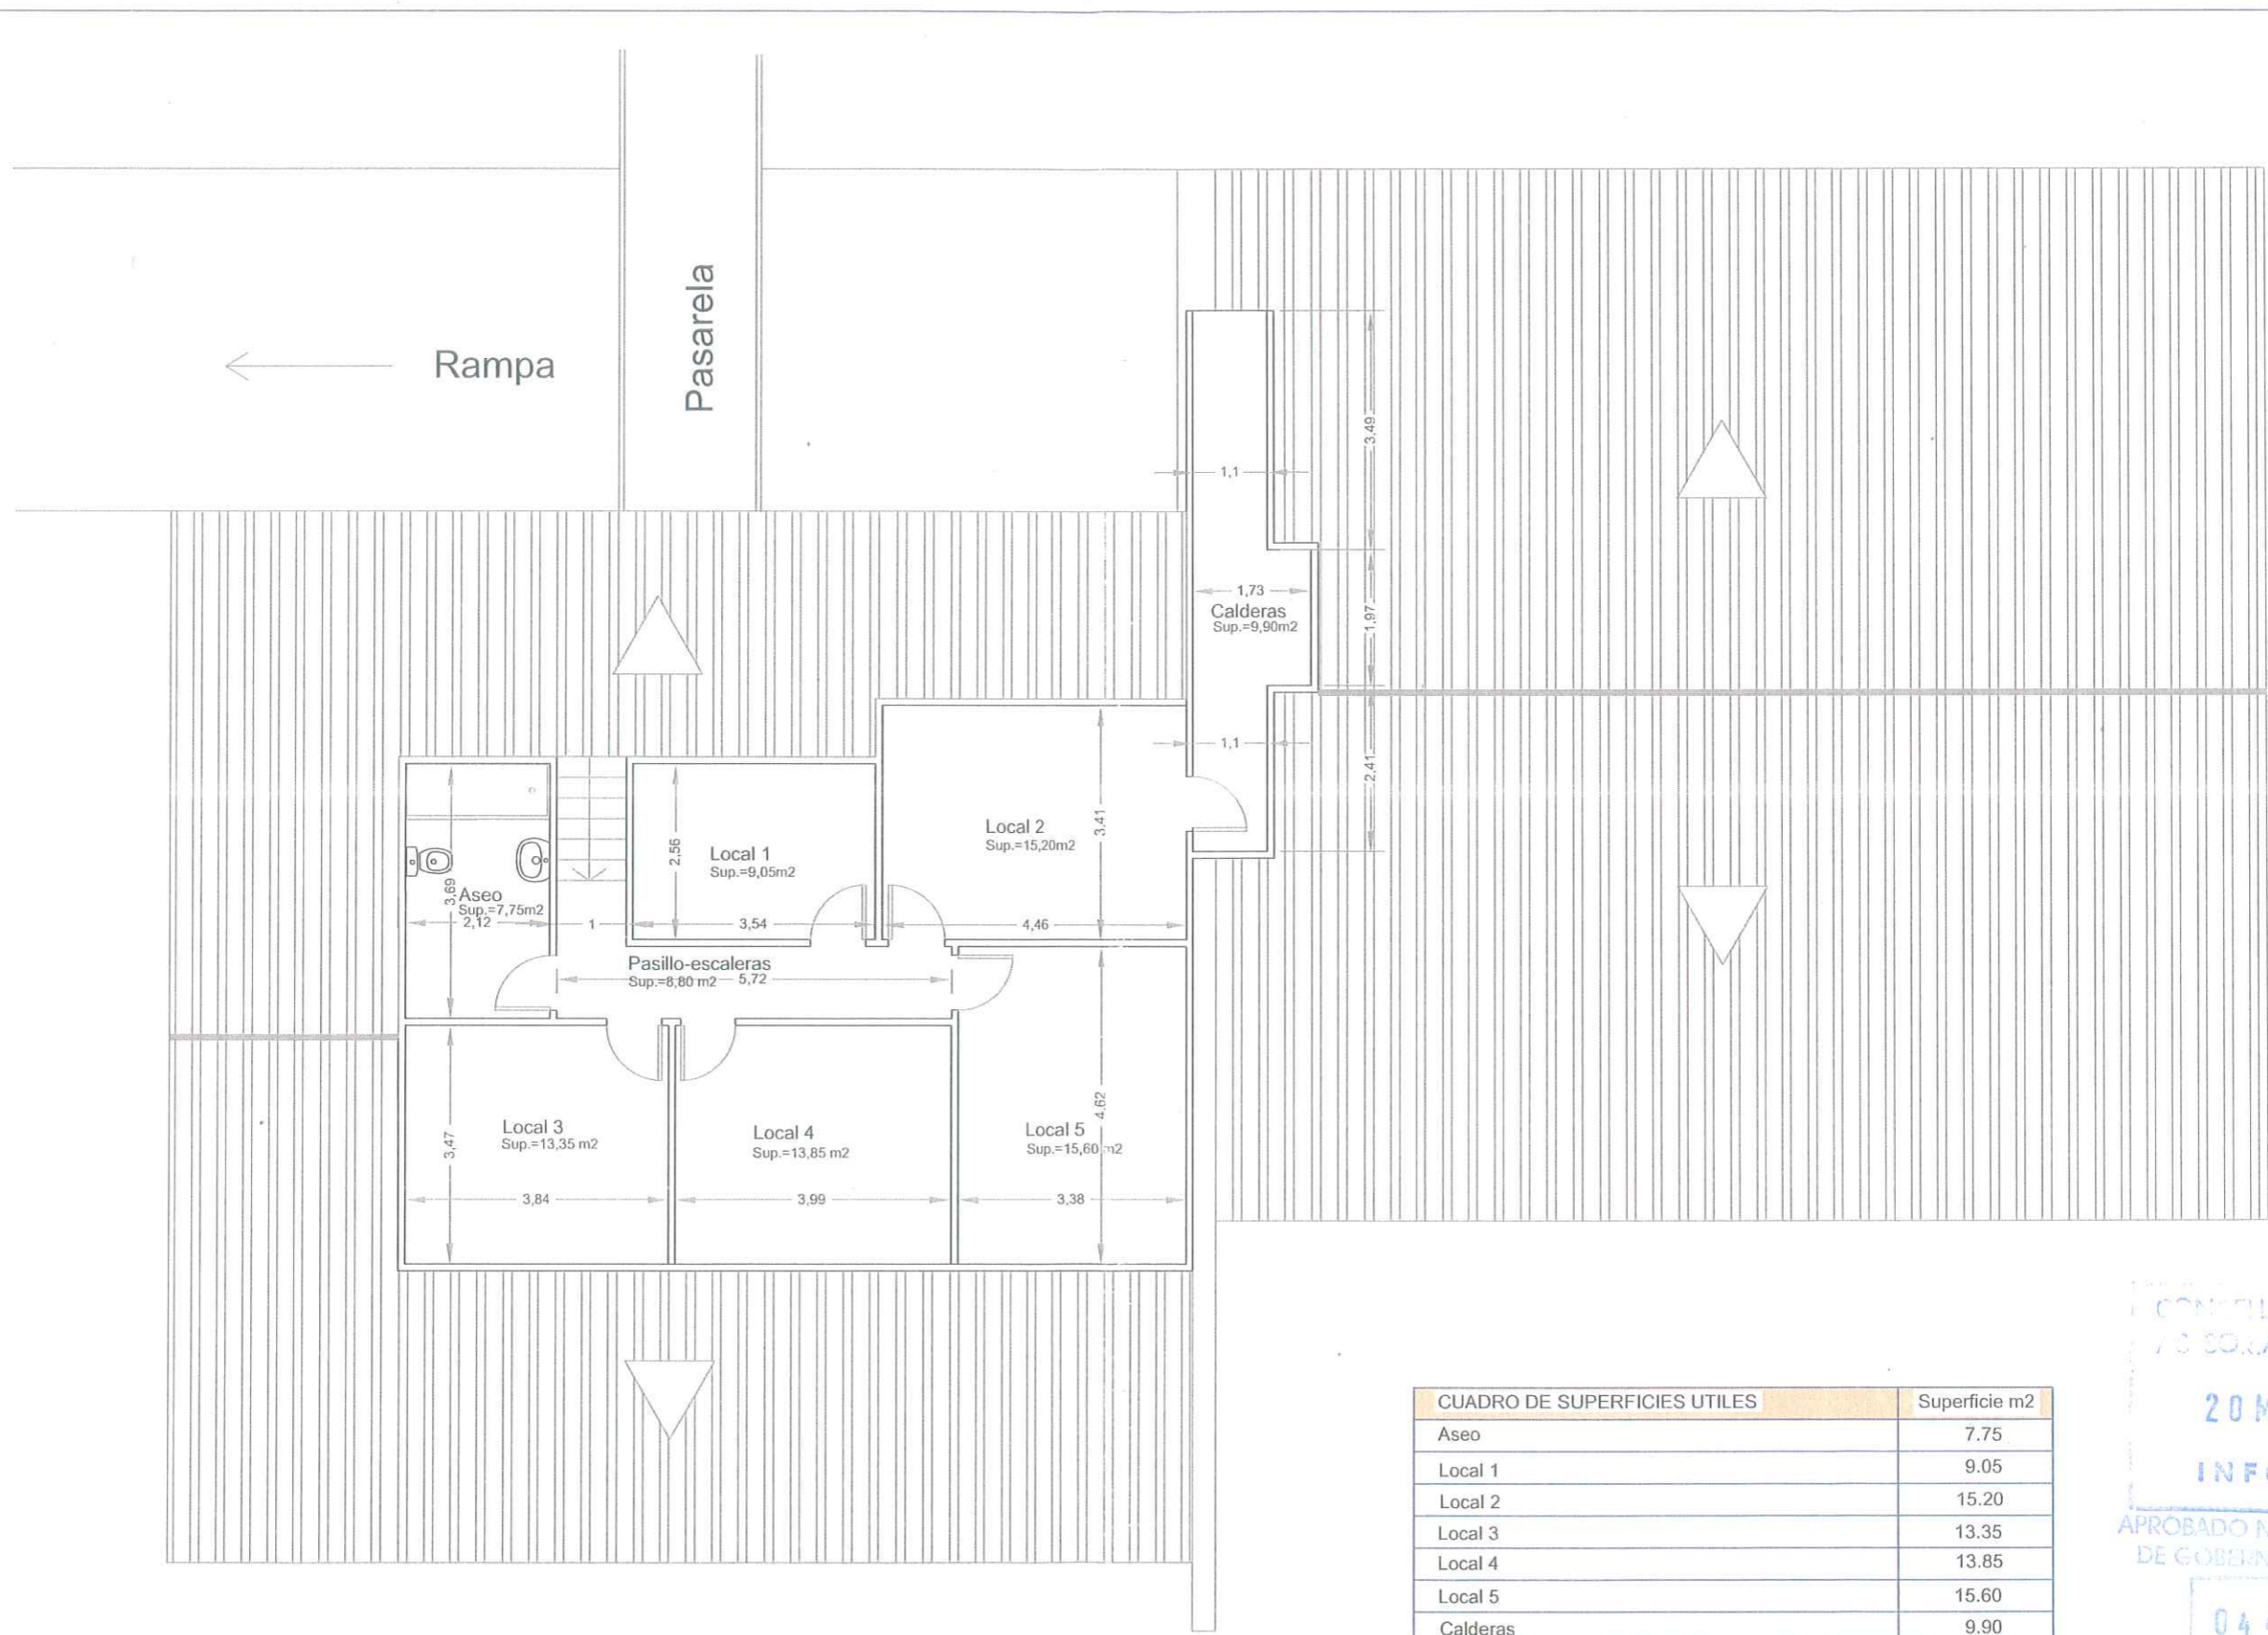 Pasarela
Rampa
3,49
1,1
1,73
Calderas
Sup.=9,90m2
1,97
1,1
2,41
Local 2
Sup.=15,20m2
3,41
4,46
Local 1
Sup.=9,05m2
2,56
3,54
Aseo
Sup.=7,75m2
3,69
2,12
1
Pasillo-escaleras
Sup.=8,80 m2
5,72
Local 3
Sup.=13,35 m2
3,47
3,84
Local 4
Sup.=13,85 m2
3,99
Local 5
Sup.=15,60 m2
4,62
3,38
CUADRO DE SUPERFICIES UTILES Superficie m2
Aseo 7.75
Local 1 9.05
Local 2 15.20
Local 3 13.35
Local 4 13.85
Local 5 15.60
Calderas 9.90
20
APROBADO
DE
04